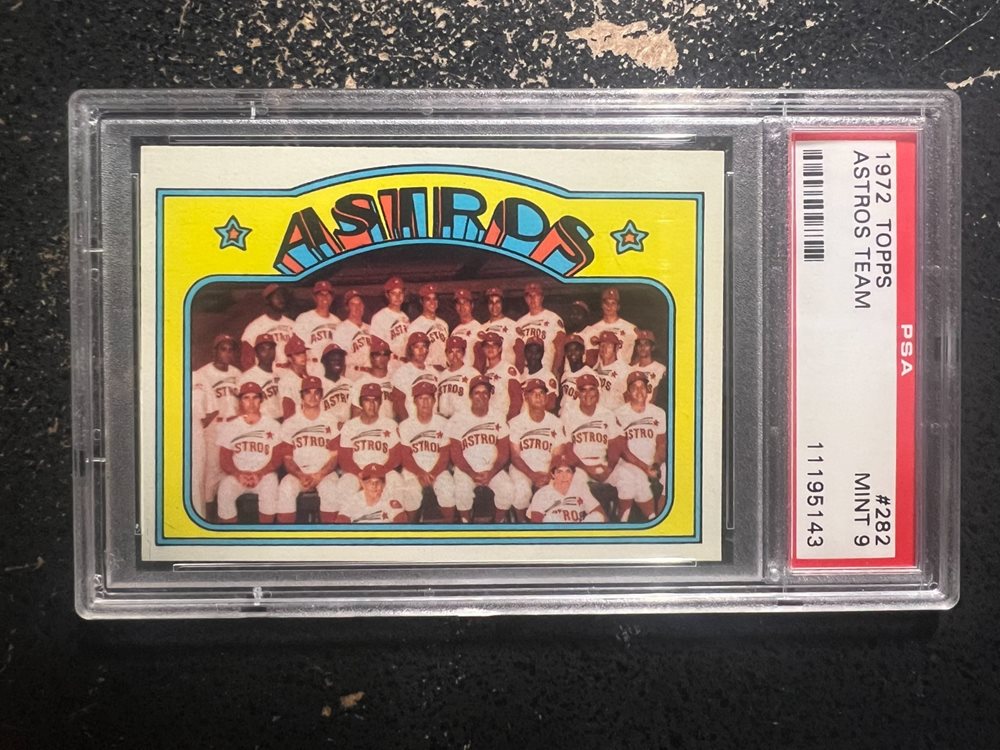 ASTROS
PSA
1972 TOPPS #282
ASTROS TEAM MINT 9
11195143